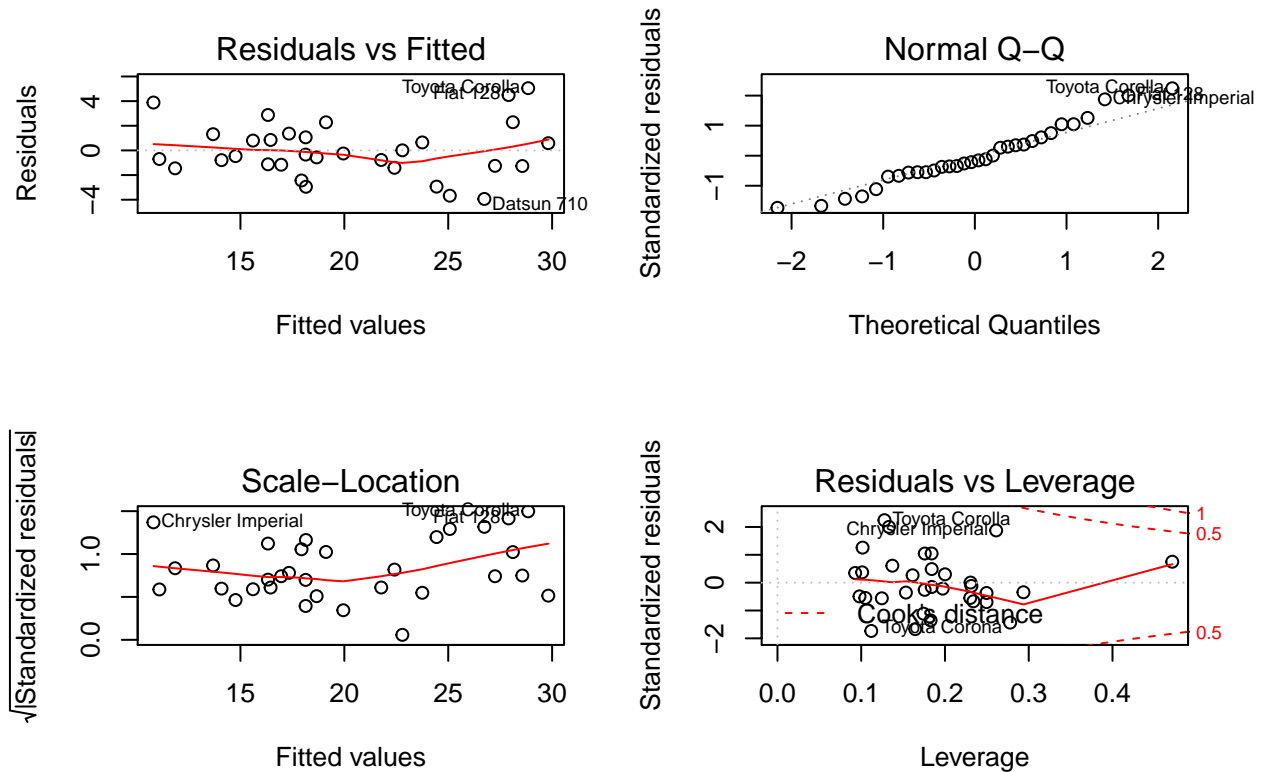 Residuals vs Fitted
Residuals
4
0
−4
Toyota Corolla
Fiat 128
Datsun 710
15 20 25 30
Fitted values
Normal Q−Q
Standardized residuals
1
−1
Toyota Corolla
Fiat 128
Chrysler Imperial
−2 −1 0 1 2
Theoretical Quantiles
Scale−Location
√|Standardized residuals|
1.0
0.0
Chrysler Imperial
Toyota Corolla
Fiat 128
15 20 25 30
Fitted values
Residuals vs Leverage
Standardized residuals
2
0
−2
Toyota Corolla
Chrysler Imperial
Cook's distance
Toyota Corona
1
0.5
0.5
0.0 0.1 0.2 0.3 0.4
Leverage